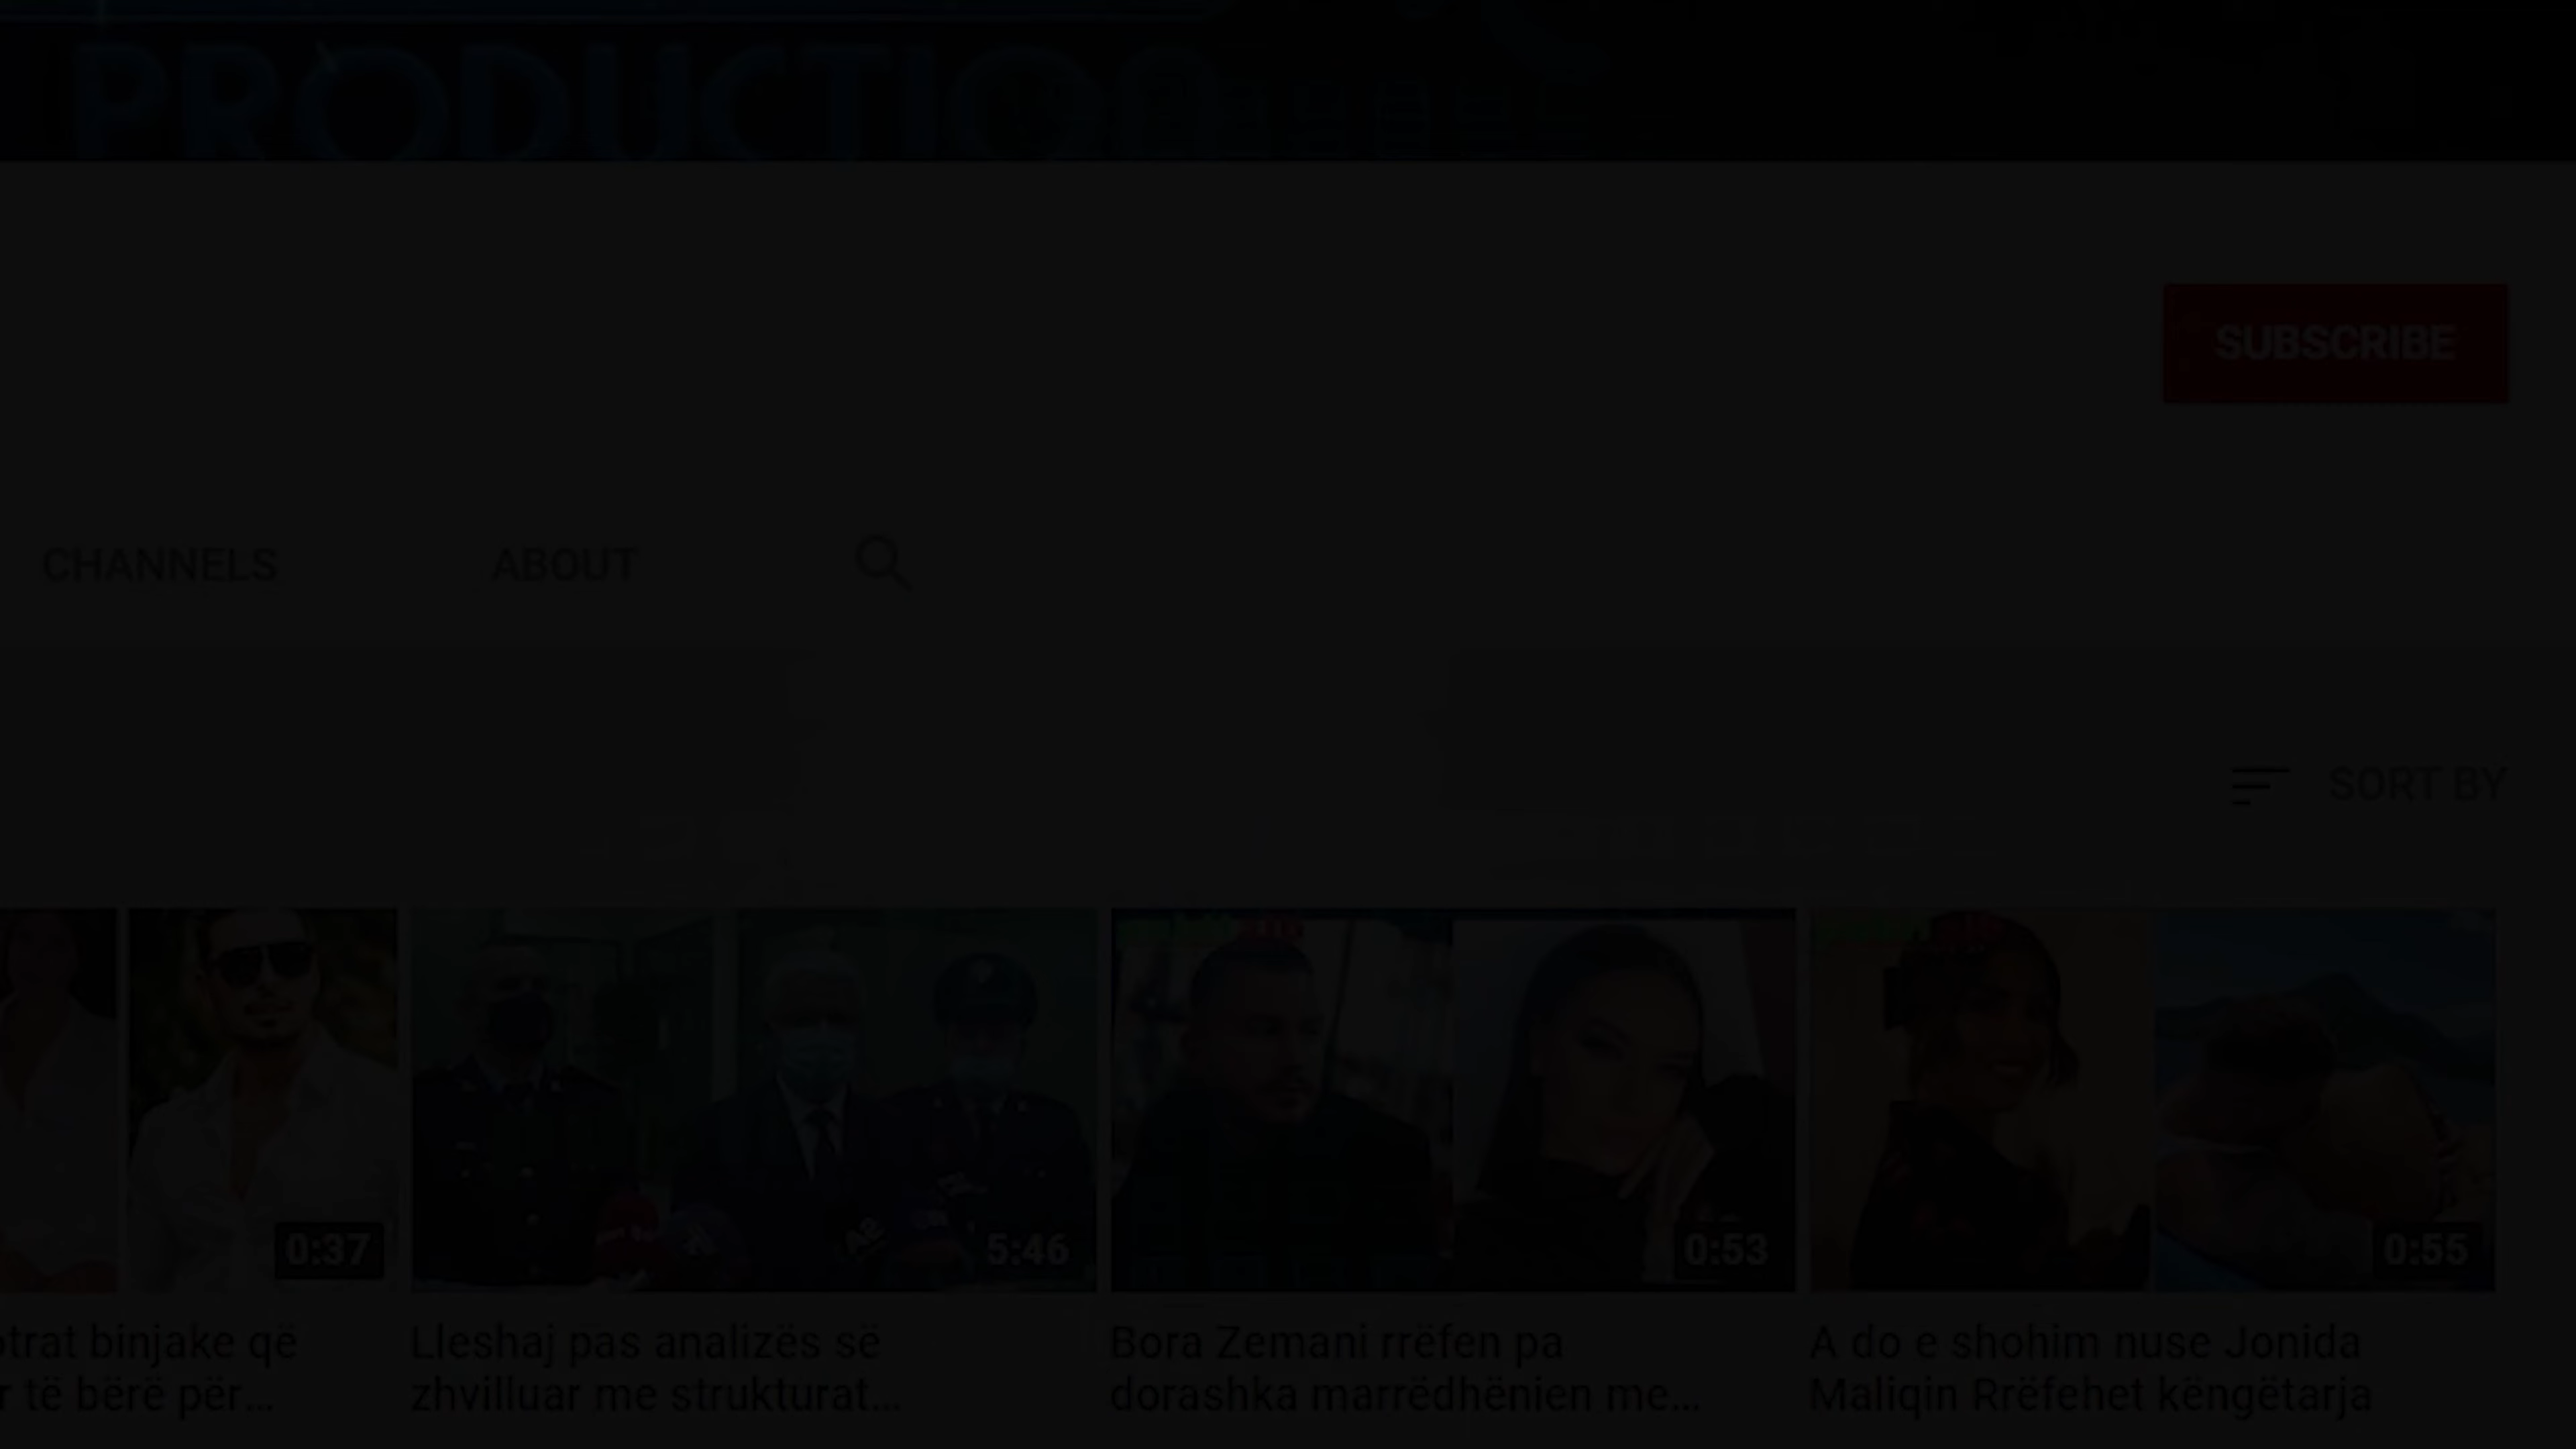 PRODUCTIO
SUBSCRIBE
CHANNELS ABOUT
SORT BY
0:37 5:46 0:53 0:55
binjake që
të bërë për...
Lleshaj pas analizës së
zhvilluar me strukturat...
Bora Zemani rrëfen pa
dorashka marrëdhënien me...
A do e shohim nuse Jonida
Maliqin Rrëfehet këngëtarja